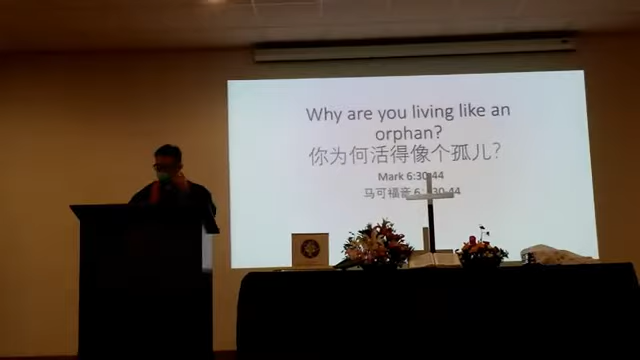 Why are you living like an
orphan?
你为何活得像个孤儿？
Mark 6:30-44
马可福音 6:30-44